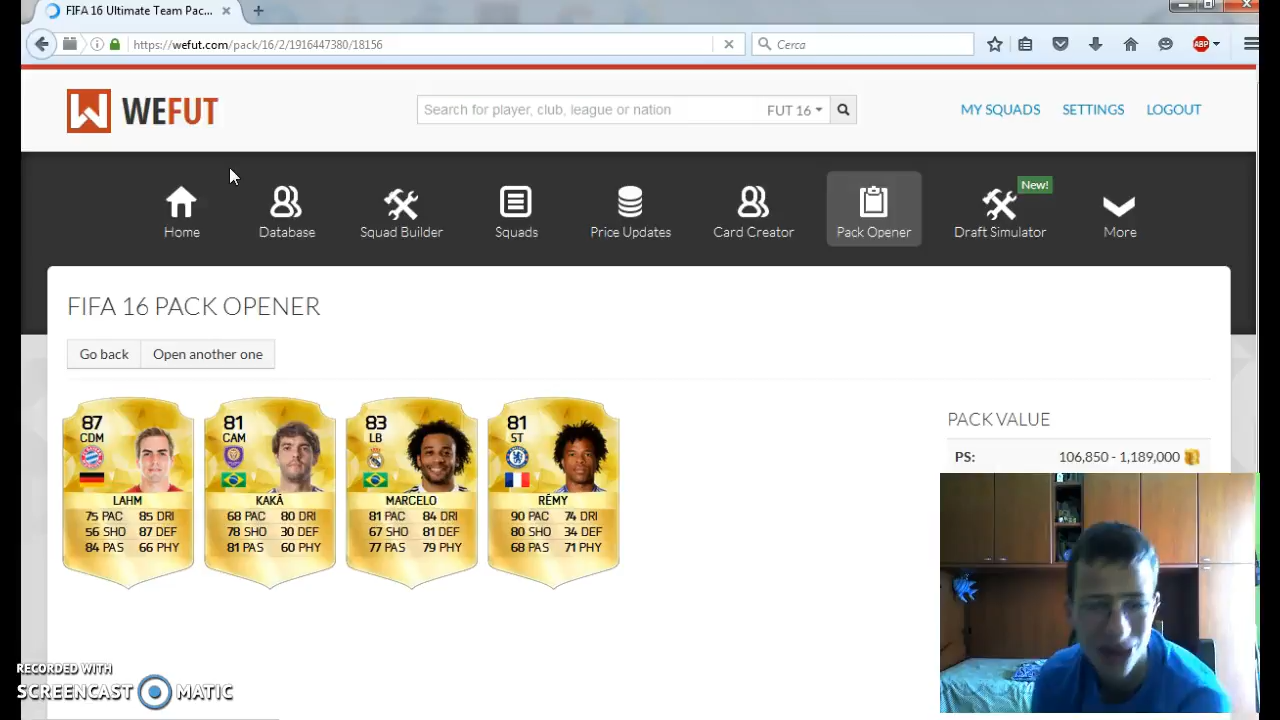 FIFA 16 Ultimate Team Pac...
https://wefut.com/pack/16/2/1916447380/18156
Cerca
ABP
WEFUT
Search for player, club, league or nation
FUT 16
MY SQUADS
SETTINGS
LOGOUT
Home
Database
Squad Builder
Squads
Price Updates
Card Creator
Pack Opener
New!
Draft Simulator
More
FIFA 16 PACK OPENER
Go back
Open another one
87
CDM
LAHM
75 PAC 85 DRI
56 SHO 87 DEF
84 PAS 66 PHY
81
CAM
KAKÁ
68 PAC 80 DRI
78 SHO 30 DEF
81 PAS 60 PHY
83
LB
MARCELO
81 PAC 84 DRI
67 SHO 81 DEF
77 PAS 79 PHY
81
ST
RÉMY
90 PAC 74 DRI
80 SHO 34 DEF
68 PAS 71 PHY
PACK VALUE
PS: 106,850 - 1,189,000
RECORDED WITH
SCREENCAST MATIC